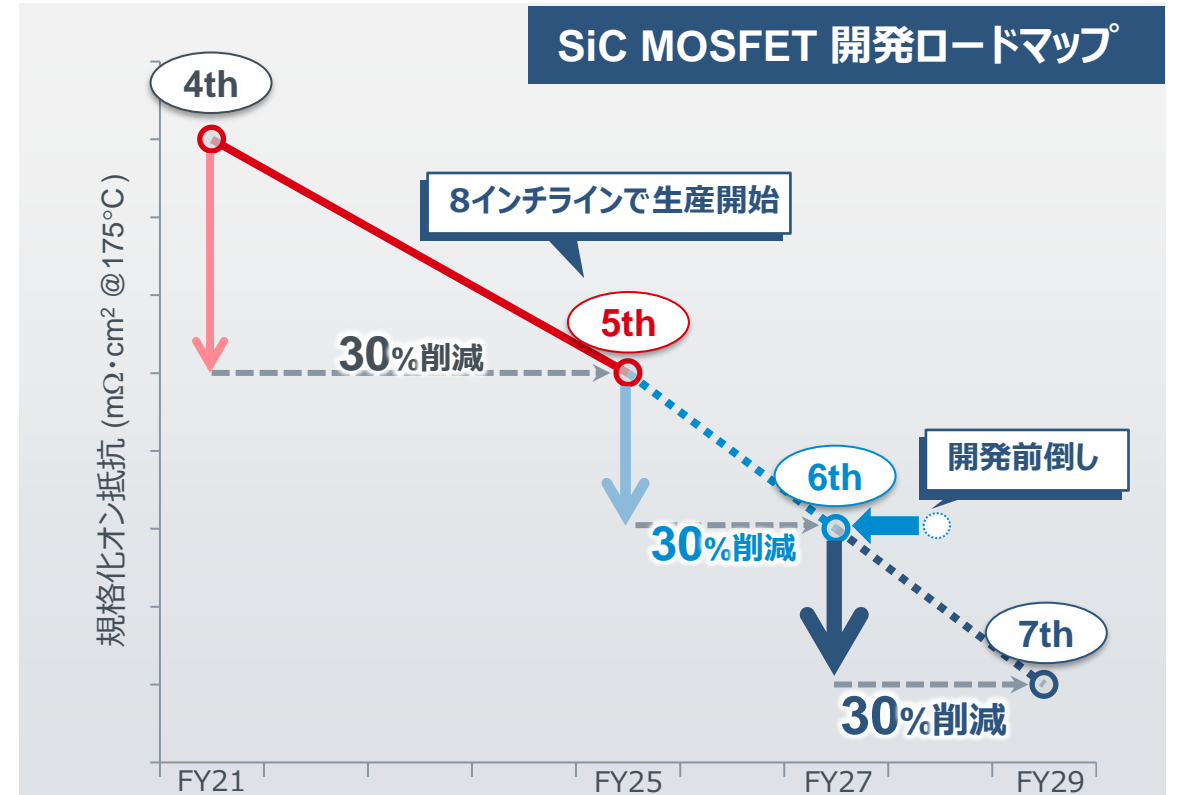 SiC MOSFET 開発ロードマップ
4th
8インチラインで生産開始
5th
30%削減
6th
開発前倒し
30%削減
7th
30%削減
規格化オン抵抗 (mΩ・cm² @175°C )
FY21 FY25 FY27 FY29